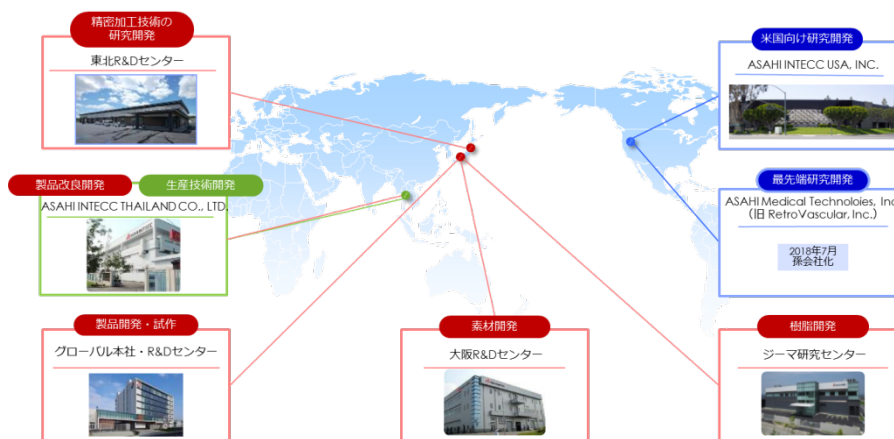 精密加工技術の
研究開発
東北R&Dセンター
米国向け研究開発
ASAHI INTECC USA, INC.
製品改良開発
生産技術開発
ASAHI INTECC THAILAND CO., LTD.
最先端研究開発
ASAHI Medical Technoloies, Inc
（旧 RetroVascular, Inc.）
2018年7月
孫会社化
製品開発・試作
グローバル本社・R&Dセンター
素材開発
大阪R&Dセンター
樹脂開発
ジーマ研究センター